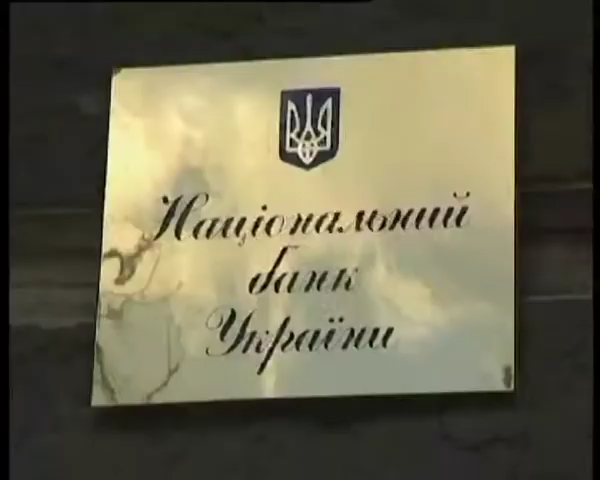 Національний
банк
України